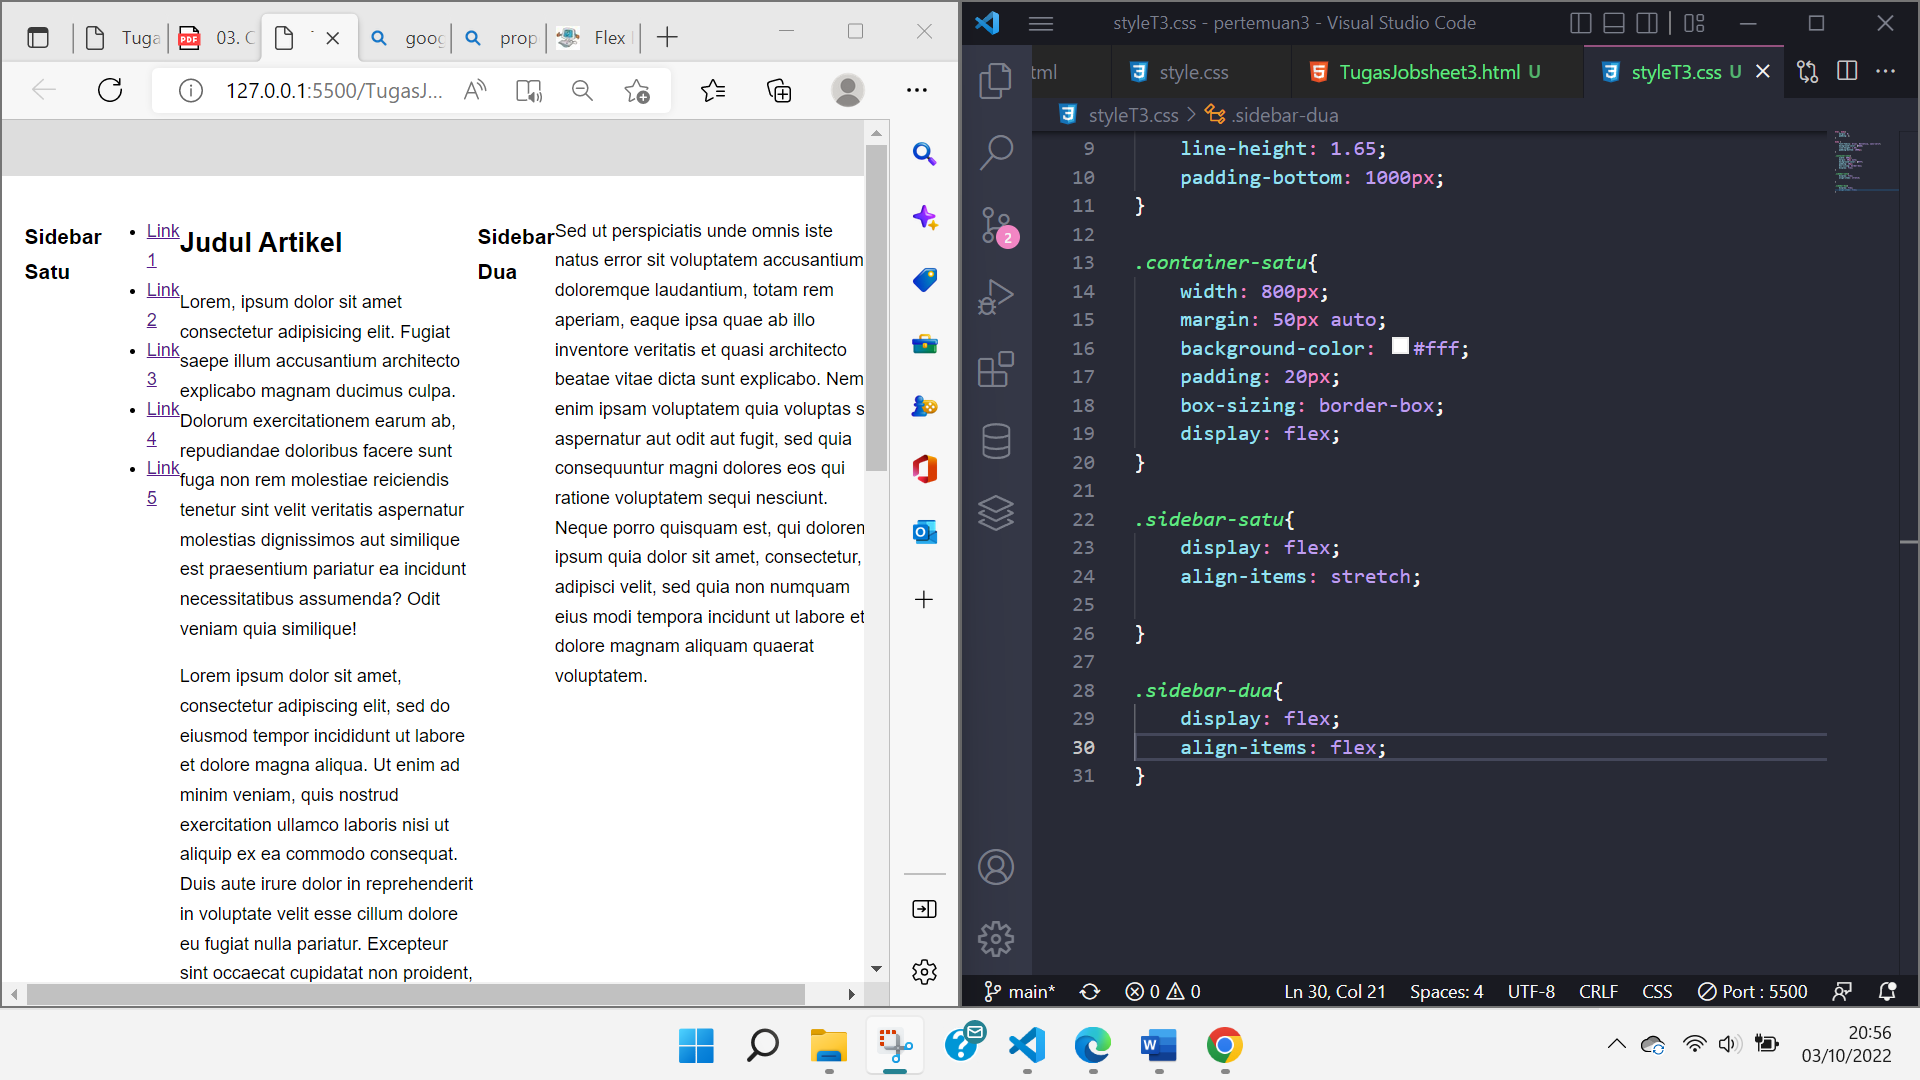 Tuga
03. C
goog
prop
Flex
127.0.0.1:5500/TugasJ...
Sidebar
Satu
Link
1
Link
2
Link
3
Link
4
Link
5
Judul Artikel
Lorem, ipsum dolor sit amet
consectetur adipisicing elit. Fugiat
saepe illum accusantium architecto
explicabo magnam ducimus culpa.
Dolorum exercitationem earum ab,
repudiandae doloribus facere sunt
fuga non rem molestiae reiciendis
tenetur sint velit veritatis aspernatur
molestias dignissimos aut similique
est praesentium pariatur ea incidunt
necessitatibus assumenda? Odit
veniam quia similique!
Lorem ipsum dolor sit amet,
consectetur adipiscing elit, sed do
eiusmod tempor incididunt ut labore
et dolore magna aliqua. Ut enim ad
minim veniam, quis nostrud
exercitation ullamco laboris nisi ut
aliquip ex ea commodo consequat.
Duis aute irure dolor in reprehenderit
in voluptate velit esse cillum dolore
eu fugiat nulla pariatur. Excepteur
sint occaecat cupidatat non proident,
Sidebar
Dua
Sed ut perspiciatis unde omnis iste
natus error sit voluptatem accusantium
doloremque laudantium, totam rem
aperiam, eaque ipsa quae ab illo
inventore veritatis et quasi architecto
beatae vitae dicta sunt explicabo. Nem
enim ipsam voluptatem quia voluptas s
aspernatur aut odit aut fugit, sed quia
consequuntur magni dolores eos qui
ratione voluptatem sequi nesciunt.
Neque porro quisquam est, qui dolorem
ipsum quia dolor sit amet, consectetur,
adipisci velit, sed quia non numquam
eius modi tempora incidunt ut labore et
dolore magnam aliquam quaerat
voluptatem.
styleT3.css - pertemuan3 - Visual Studio Code
tml
style.css
TugasJobsheet3.html U
styleT3.css U
styleT3.css > .sidebar-dua
2
9 line-height: 1.65;
10 padding-bottom: 1000px;
11 }
12
13 .container-satu{
14 width: 800px;
15 margin: 50px auto;
16 background-color: #fff;
17 padding: 20px;
18 box-sizing: border-box;
19 display: flex;
20 }
21
22 .sidebar-satu{
23 display: flex;
24 align-items: stretch;
25
26 }
27
28 .sidebar-dua{
29 display: flex;
30 align-items: flex;
31 }
main* 0 0 Ln 30, Col 21 Spaces: 4 UTF-8 CRLF CSS Port : 5500
20:56
03/10/2022